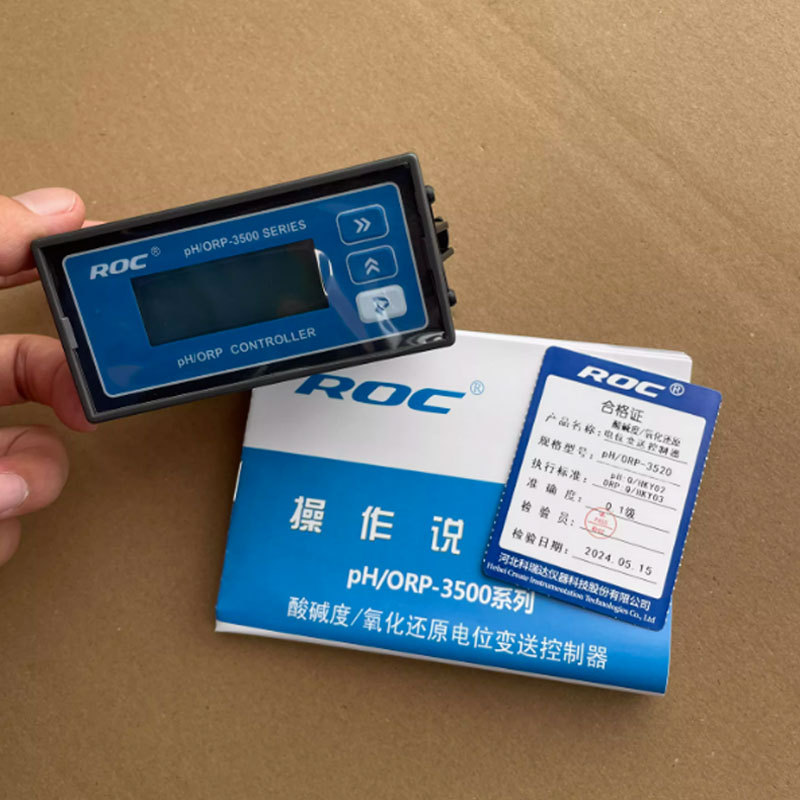 ROC®
pH/ORP-3500 SERIES
pH/ORP CONTROLLER
ROC®
操作说
pH/ORP-3500系列
酸碱度/氧化还原电位变送控制器
ROC®
合格证
产品名称：酸碱度/氧化还原
电位变送控制器
规格型号：pH/ORP-3520
执行标准：pH:Q/HKY02
ORP:Q/HKY03
准确度：0.1级
检验员：
检验日期：2024.05.15
河北科瑞达仪器科技股份有限公司
Hebei Create Instrumentation Technologies Co., Ltd